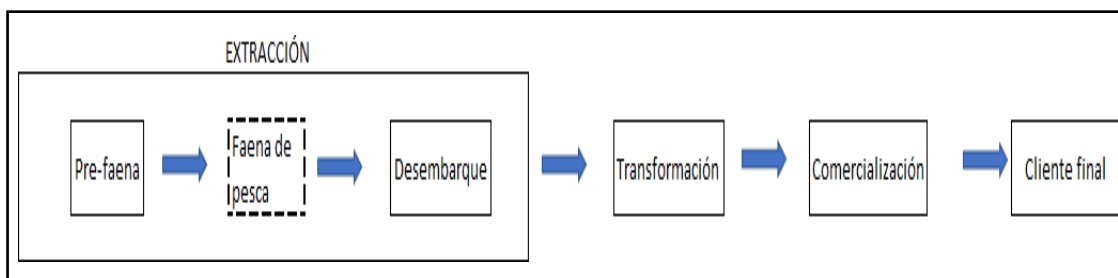 EXTRACCIÓN
Pre-faena
Faena de
pesca
Desembarque
Transformación
Comercialización
Cliente final